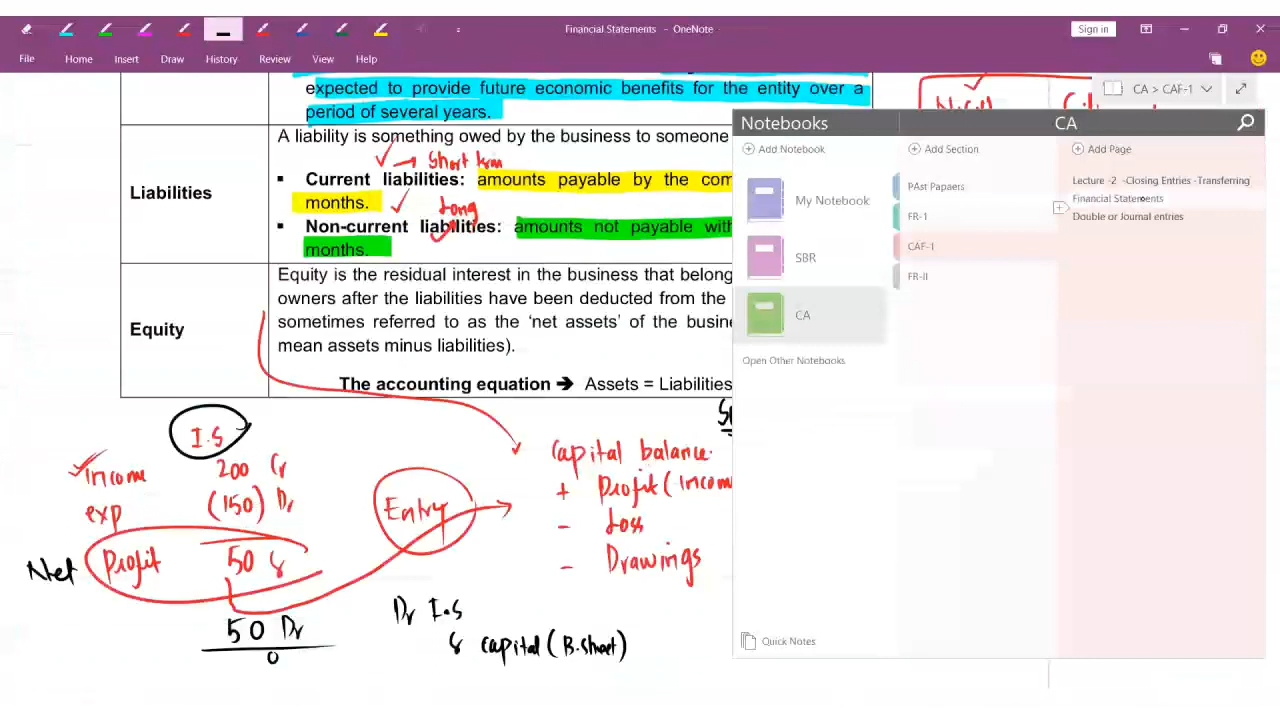 Financial Statements - OneNote
Sign in
File Home Insert Draw History Review View Help
expected to provide future economic benefits for the entity over a
period of several years.
CA > CAF-1
Liabilities
A liability is something owed by the business to someone
Short term
Current liabilities: amounts payable by the com
months.
Long
Non-current liabilities: amounts not payable with
months.
Equity
Equity is the residual interest in the business that belong
owners after the liabilities have been deducted from the
sometimes referred to as the ‘net assets’ of the busine
mean assets minus liabilities).
The accounting equation ➔ Assets = Liabilities
Notebooks
Add Notebook
My Notebook
SBR
CA
Open Other Notebooks
Quick Notes
Add Section
PAst Papaers
FR-1
CAF-1
FR-II
CA
Add Page
Lecture -2 -Closing Entries -Transferring
Financial Statements
Double or Journal entries
I.S
income 200 Cr
exp (150) Dr
Net Profit 50 Cr
50 Dr
0
Entry
Capital balance
+ Profit (Income
- Loss
- Drawings
Dr I.S
Cr capital (B.sheet)